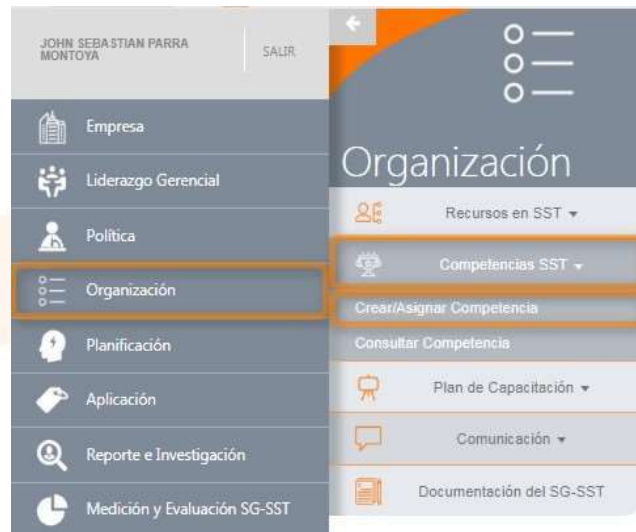 JOHN SEBASTIAN PARRA
MONTOYA
SALIR
Empresa
Liderazgo Gerencial
Política
Organización
Planificación
Aplicación
Reporte e Investigación
Medición y Evaluación SG-SST
Organización
Recursos en SST
Competencias SST
Crear/Asignar Competencia
Consultar Competencia
Plan de Capacitación
Comunicación
Documentación del SG-SST